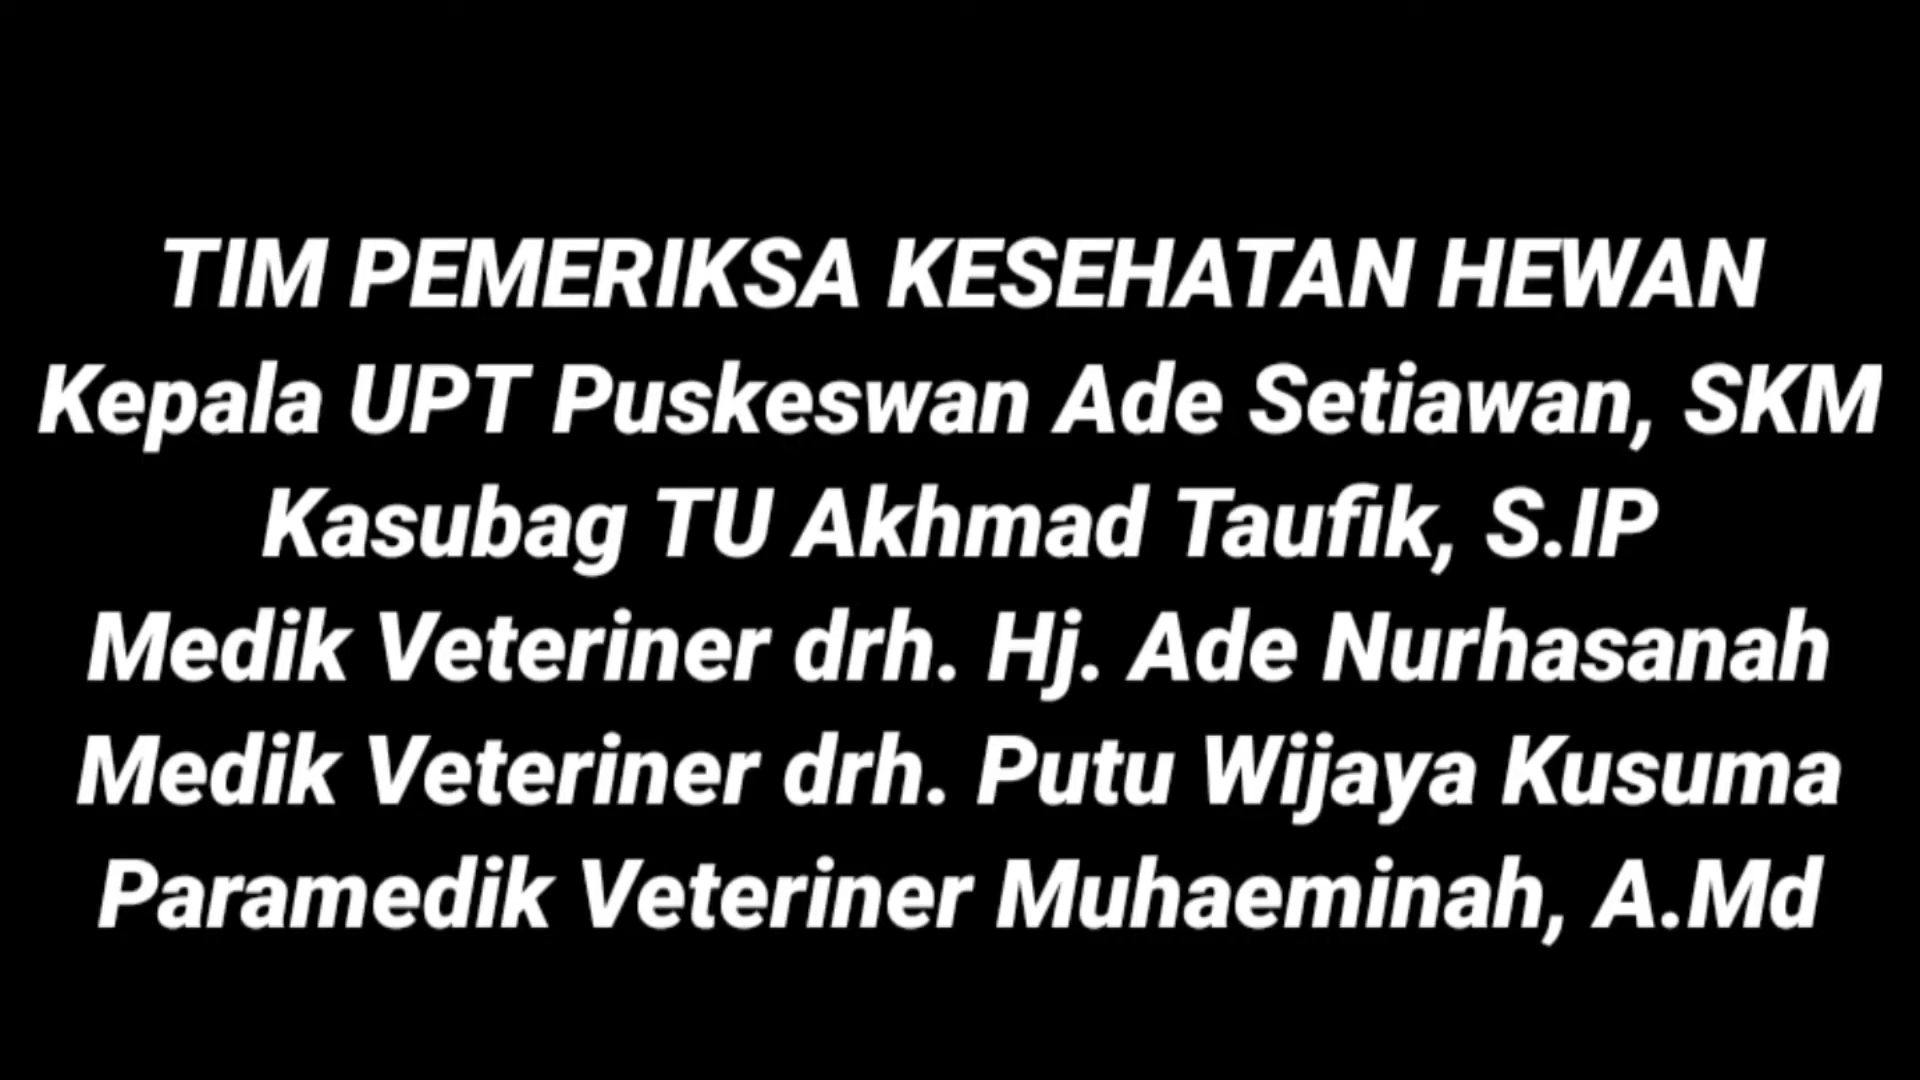 TIM PEMERIKSA KESEHATAN HEWAN
Kepala UPT Puskeswan Ade Setiawan, SKM
Kasubag TU Akhmad Taufik, S.IP
Medik Veteriner drh. Hj. Ade Nurhasanah
Medik Veteriner drh. Putu Wijaya Kusuma
Paramedik Veteriner Muhaeminah, A.Md